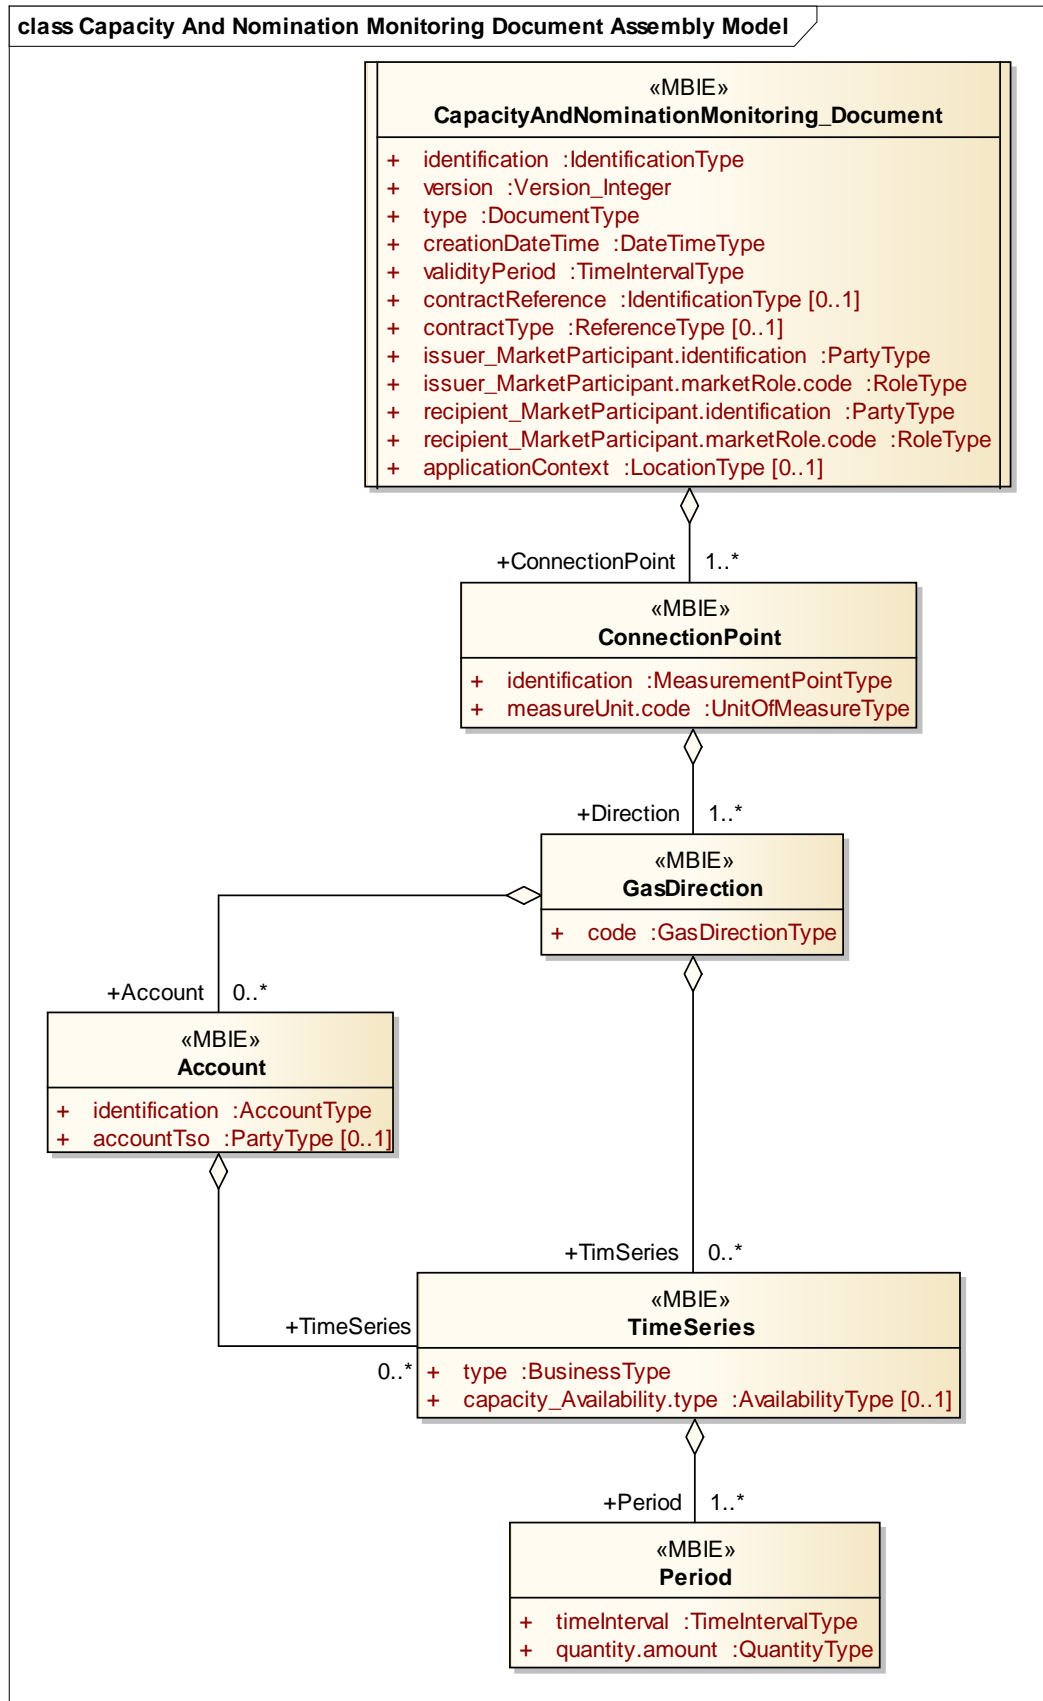 class Capacity And Nomination Monitoring Document Assembly Model
«MBIE»
CapacityAndNominationMonitoring_Document
+ identification :IdentificationType
+ version :Version_Integer
+ type :DocumentType
+ creationDateTime :DateTimeType
+ validityPeriod :TimeIntervalType
+ contractReference :IdentificationType [0..1]
+ contractType :ReferenceType [0..1]
+ issuer_MarketParticipant.identification :PartyType
+ issuer_MarketParticipant.marketRole.code :RoleType
+ recipient_MarketParticipant.identification :PartyType
+ recipient_MarketParticipant.marketRole.code :RoleType
+ applicationContext :LocationType [0..1]
+ConnectionPoint 1..*
«MBIE»
ConnectionPoint
+ identification :MeasurementPointType
+ measureUnit.code :UnitOfMeasureType
+Direction 1..*
«MBIE»
GasDirection
+ code :GasDirectionType
+Account 0..*
«MBIE»
Account
+ identification :AccountType
+ accountTso :PartyType [0..1]
+TimSeries 0..*
+TimeSeries
0..*
«MBIE»
TimeSeries
+ type :BusinessType
+ capacity_Availability.type :AvailabilityType [0..1]
+Period 1..*
«MBIE»
Period
+ timeInterval :TimeIntervalType
+ quantity.amount :QuantityType